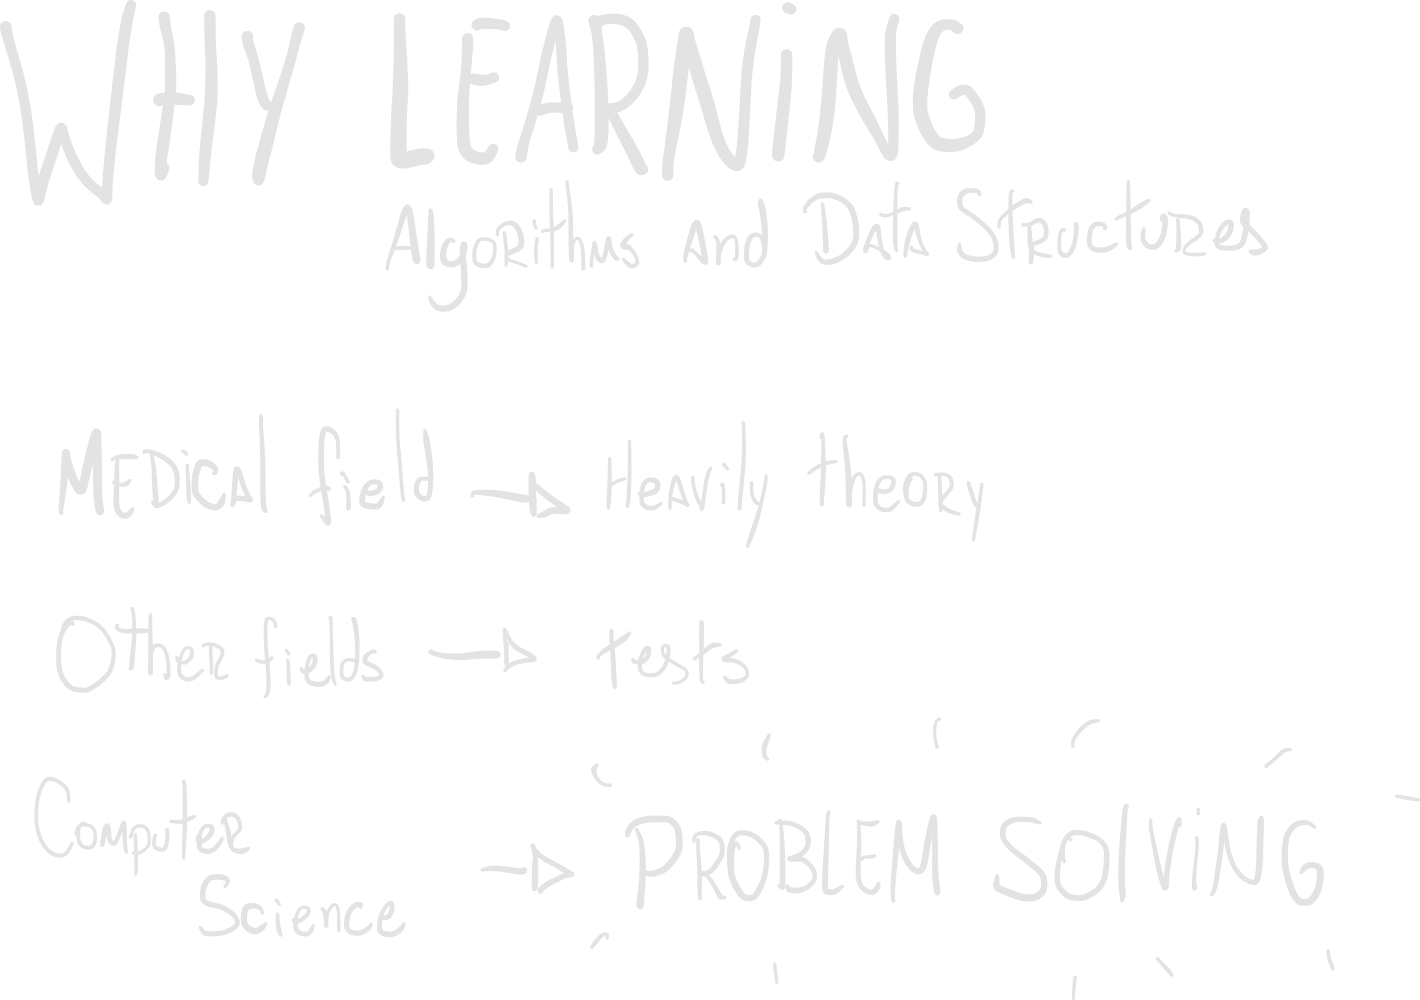 WHY LEARNING
Algorithms and Data Structures
Medical field → Heavily theory
Other fields → tests
Computer
Science → PROBLEM SOLVING